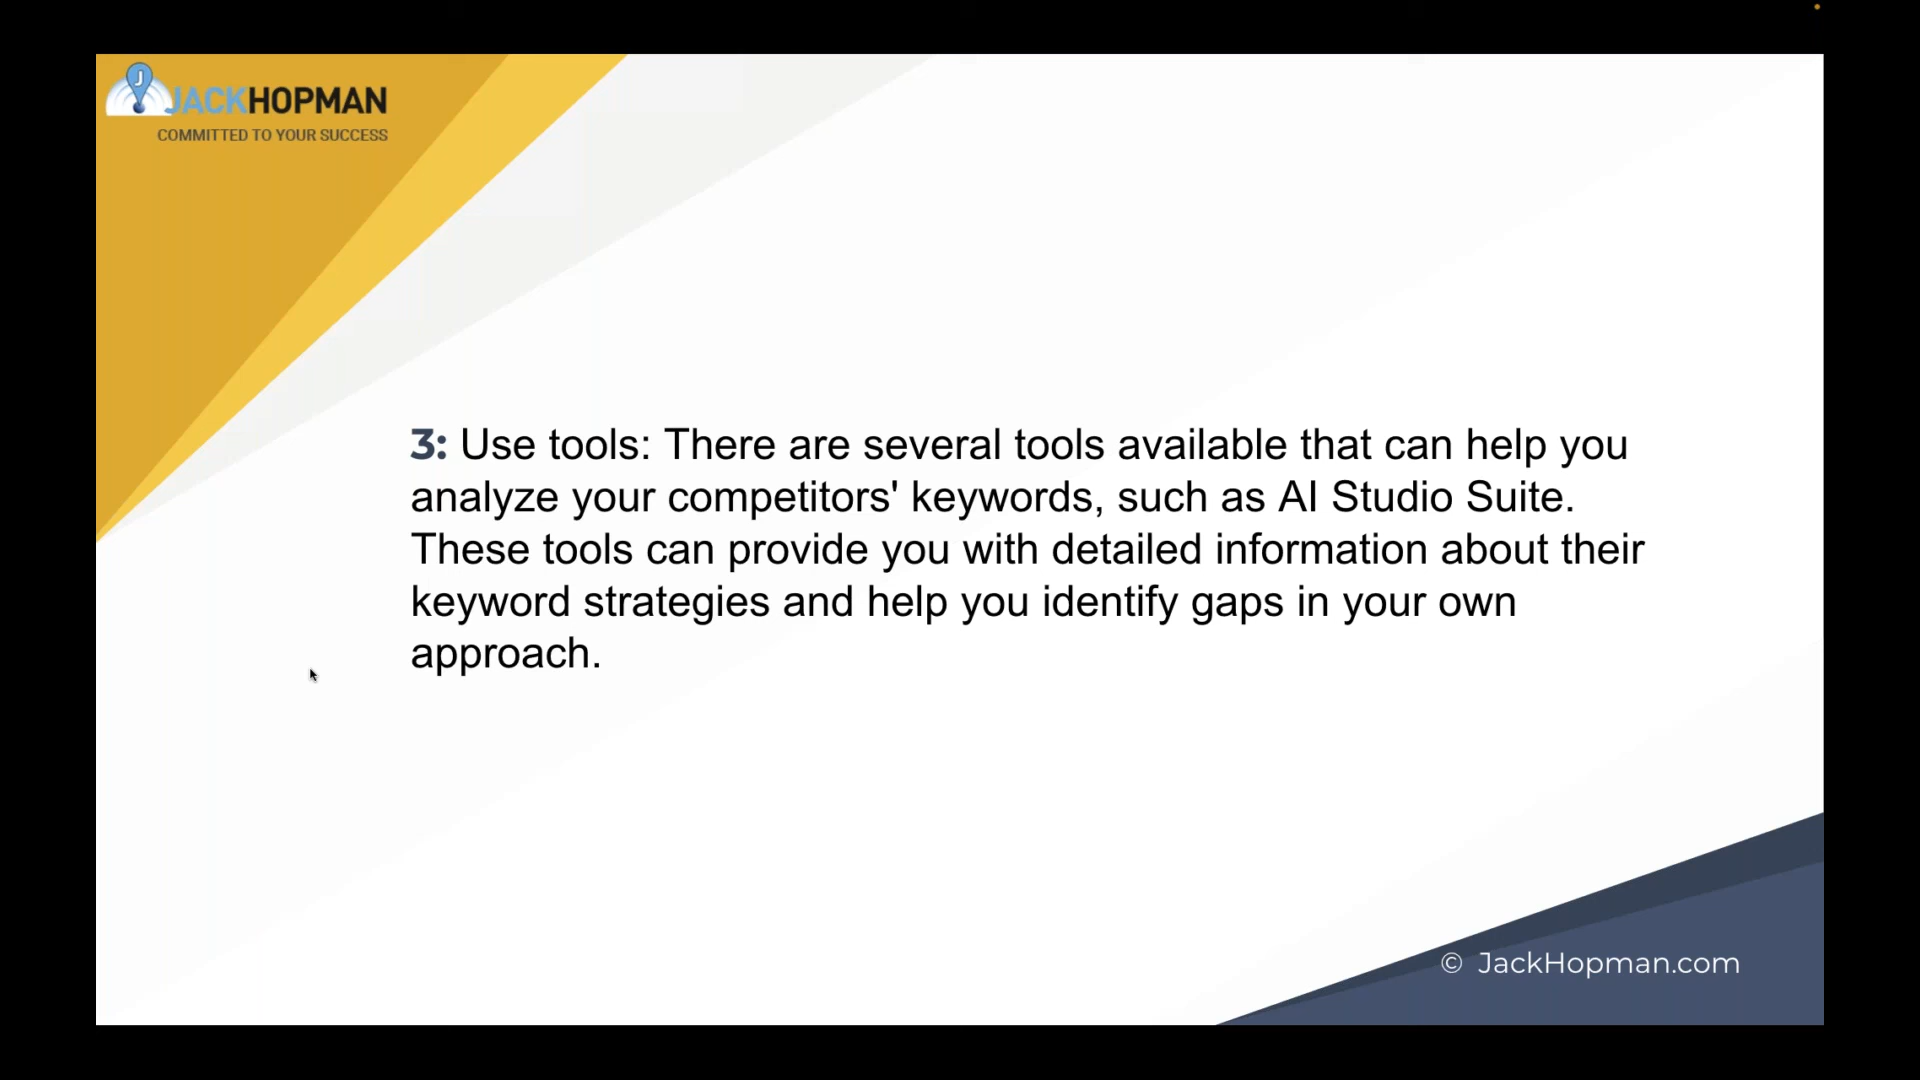 J
JACKHOPMAN
COMMITTED TO YOUR SUCCESS
3: Use tools: There are several tools available that can help you
analyze your competitors' keywords, such as AI Studio Suite.
These tools can provide you with detailed information about their
keyword strategies and help you identify gaps in your own
approach.
© JackHopman.com